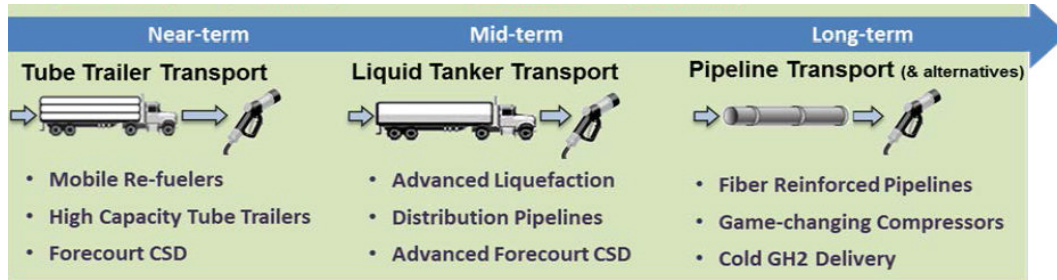 Near-term
Mid-term
Long-term
Tube Trailer Transport
Liquid Tanker Transport
Pipeline Transport (& alternatives)
• Mobile Re-fuelers
• High Capacity Tube Trailers
• Forecourt CSD
• Advanced Liquefaction
• Distribution Pipelines
• Advanced Forecourt CSD
• Fiber Reinforced Pipelines
• Game-changing Compressors
• Cold GH2 Delivery